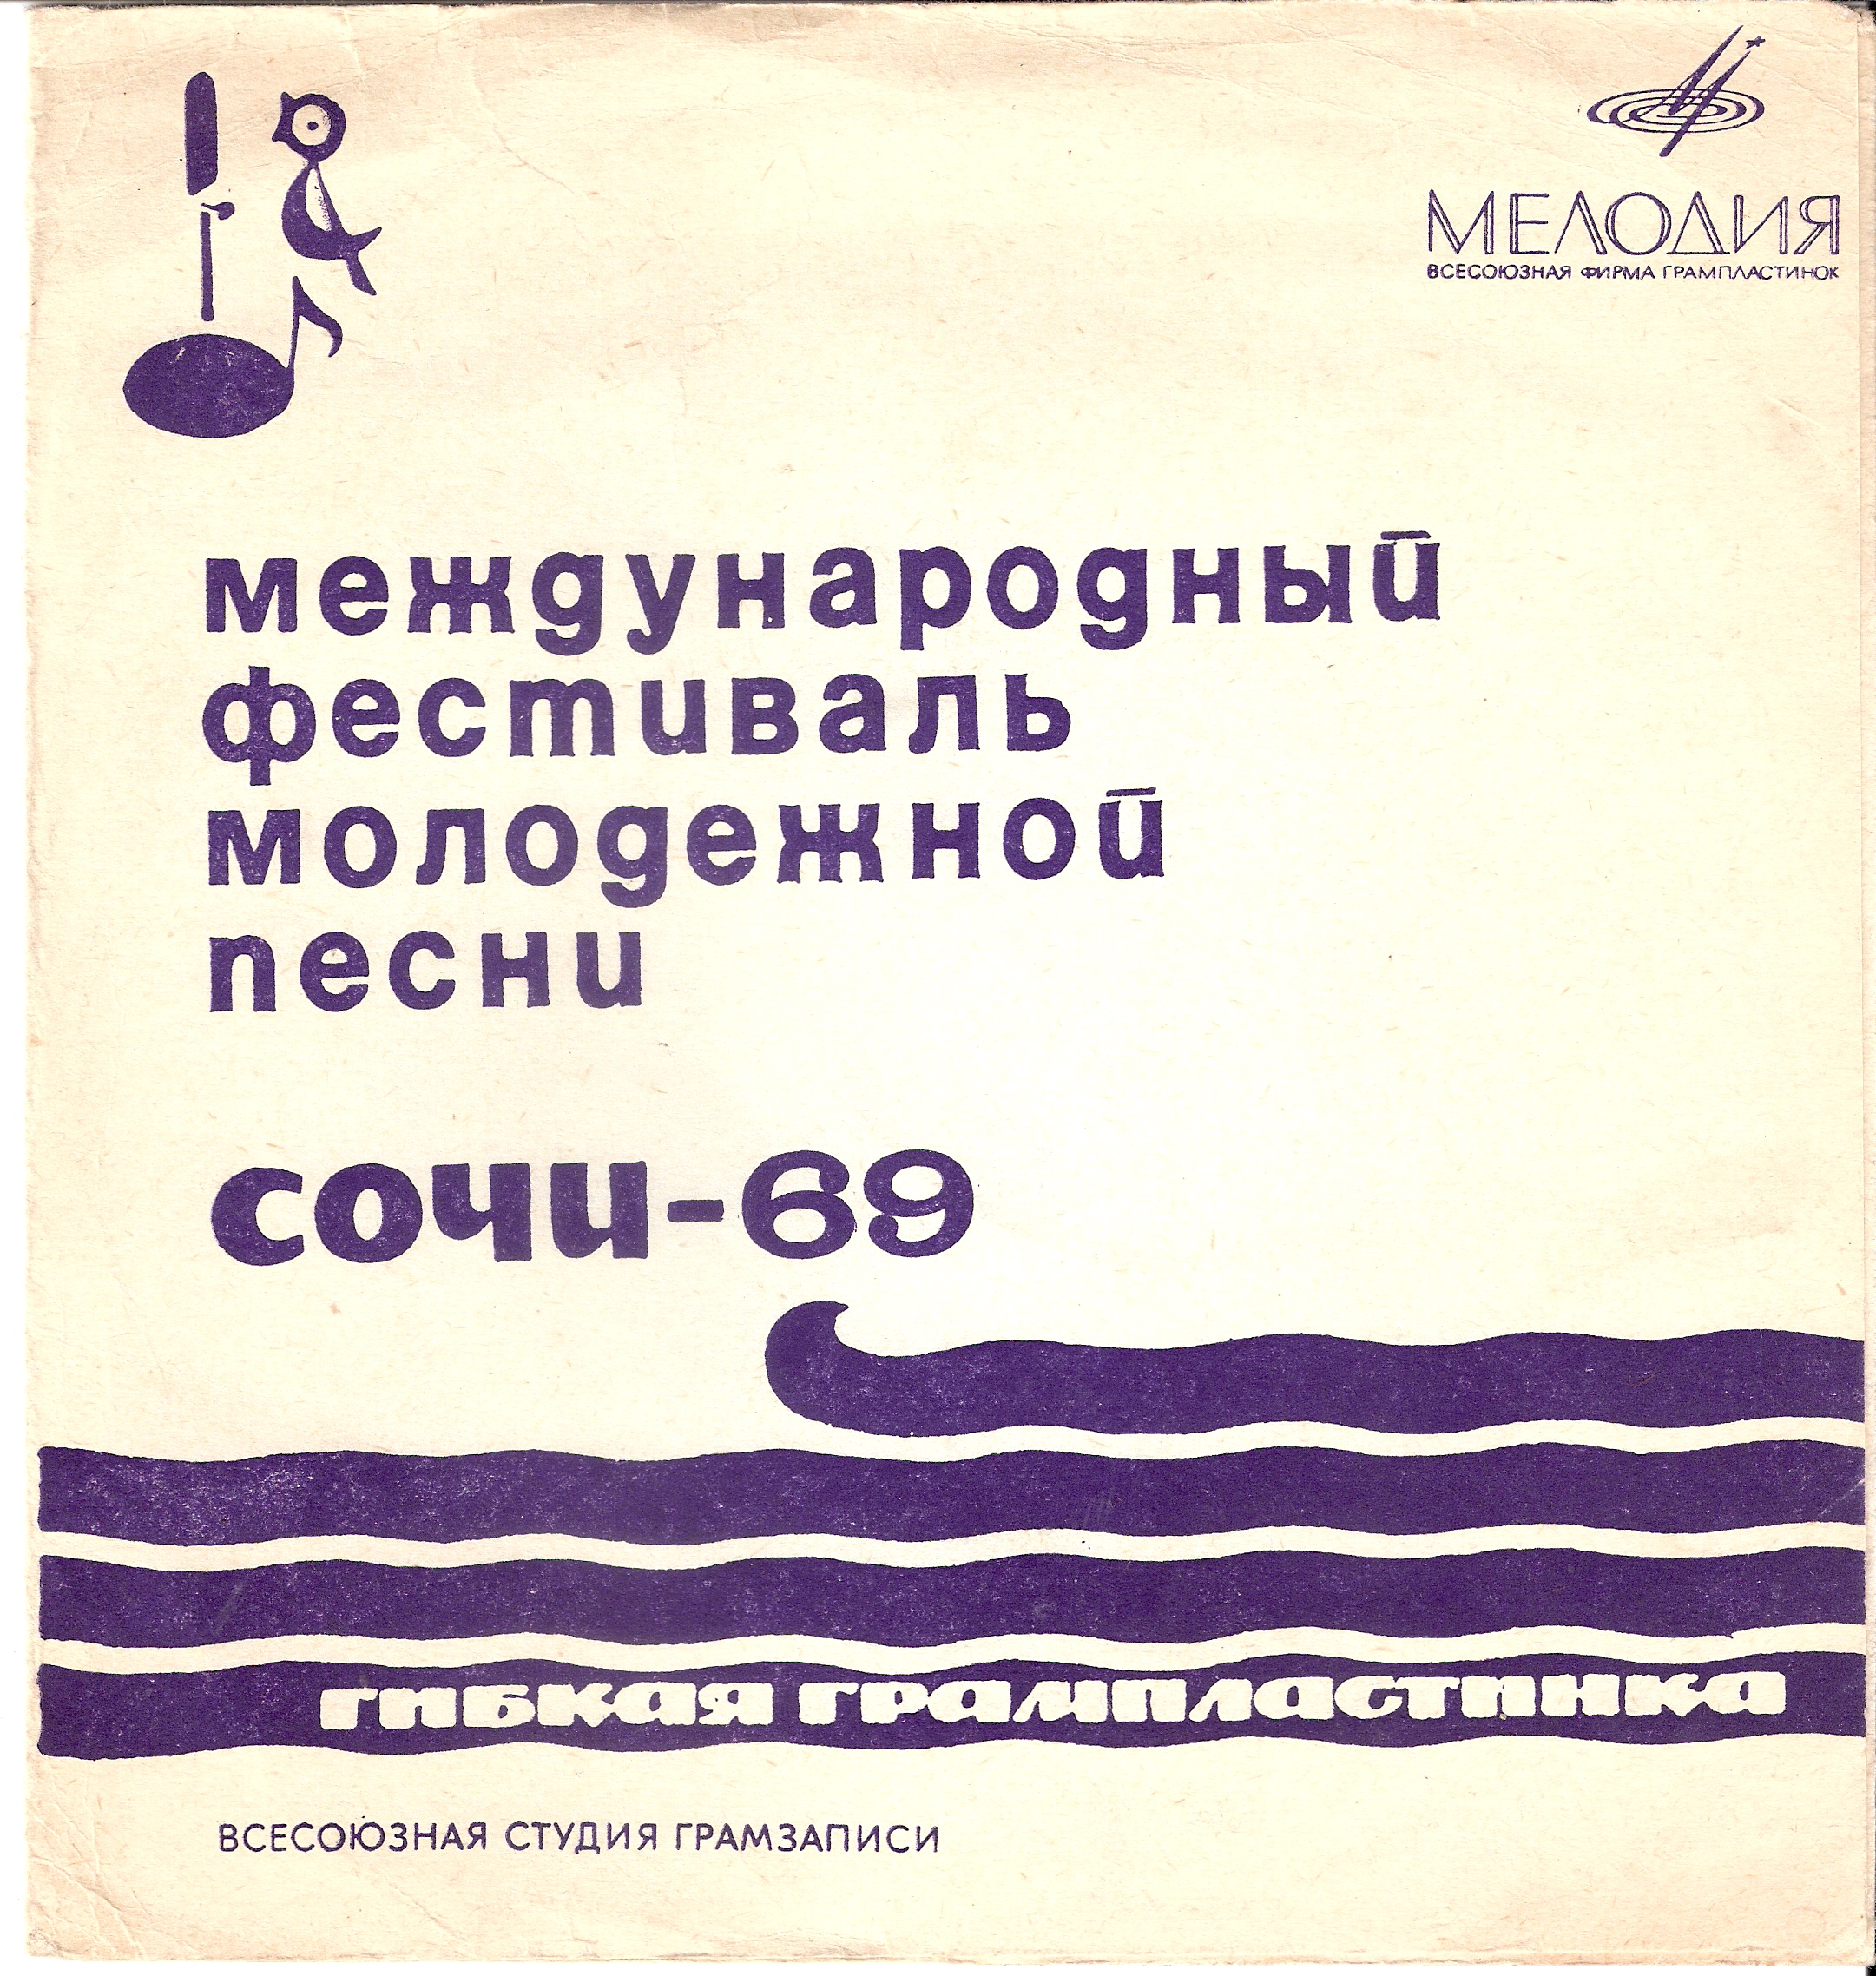 МЕЛОДИЯ
ВСЕСОЮЗНАЯ ФИРМА ГРАМПЛАСТИНОК
международный
фестиваль
молодежной
песни
сочи-69
гибкая грампластинка
ВСЕСОЮЗНАЯ СТУДИЯ ГРАМЗАПИСИ